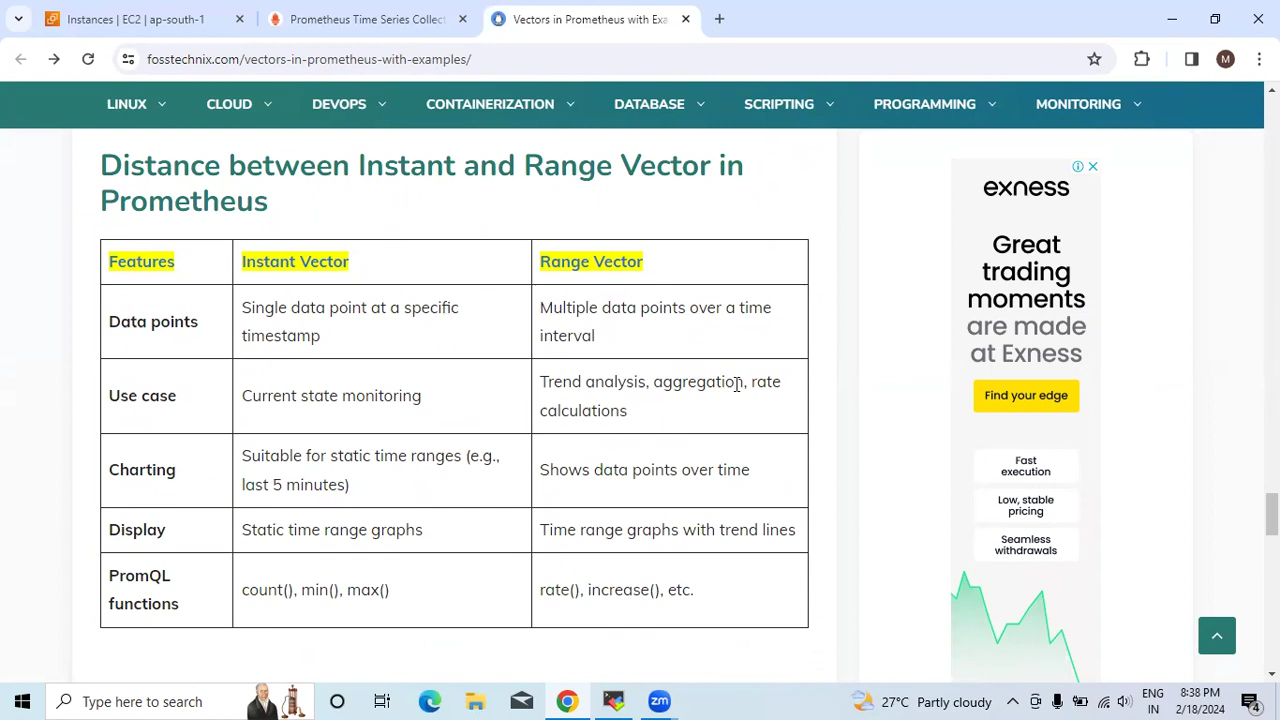 Instances | EC2 | ap-south-1
Prometheus Time Series Collect
Vectors in Prometheus with Exa
fosstechnix.com/vectors-in-prometheus-with-examples/
M
LINUX CLOUD DEVOPS CONTAINERIZATION DATABASE SCRIPTING PROGRAMMING MONITORING
Distance between Instant and Range Vector in
Prometheus
Features
Instant Vector
Range Vector
Data points
Single data point at a specific
timestamp
Multiple data points over a time
interval
Use case
Current state monitoring
Trend analysis, aggregation, rate
calculations
Charting
Suitable for static time ranges (e.g.,
last 5 minutes)
Shows data points over time
Display
Static time range graphs
Time range graphs with trend lines
PromQL
functions
count(), min(), max()
rate(), increase(), etc.
exness
Great
trading
moments
are made
at Exness
Find your edge
Fast
execution
Low, stable
pricing
Seamless
withdrawals
Type here to search
zm
27°C Partly cloudy
ENG
IN
8:38 PM
2/18/2024
4